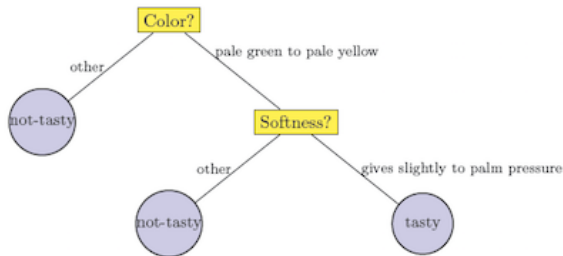 Color?
other
pale green to pale yellow
not-tasty
Softness?
other
gives slightly to palm pressure
not-tasty
tasty